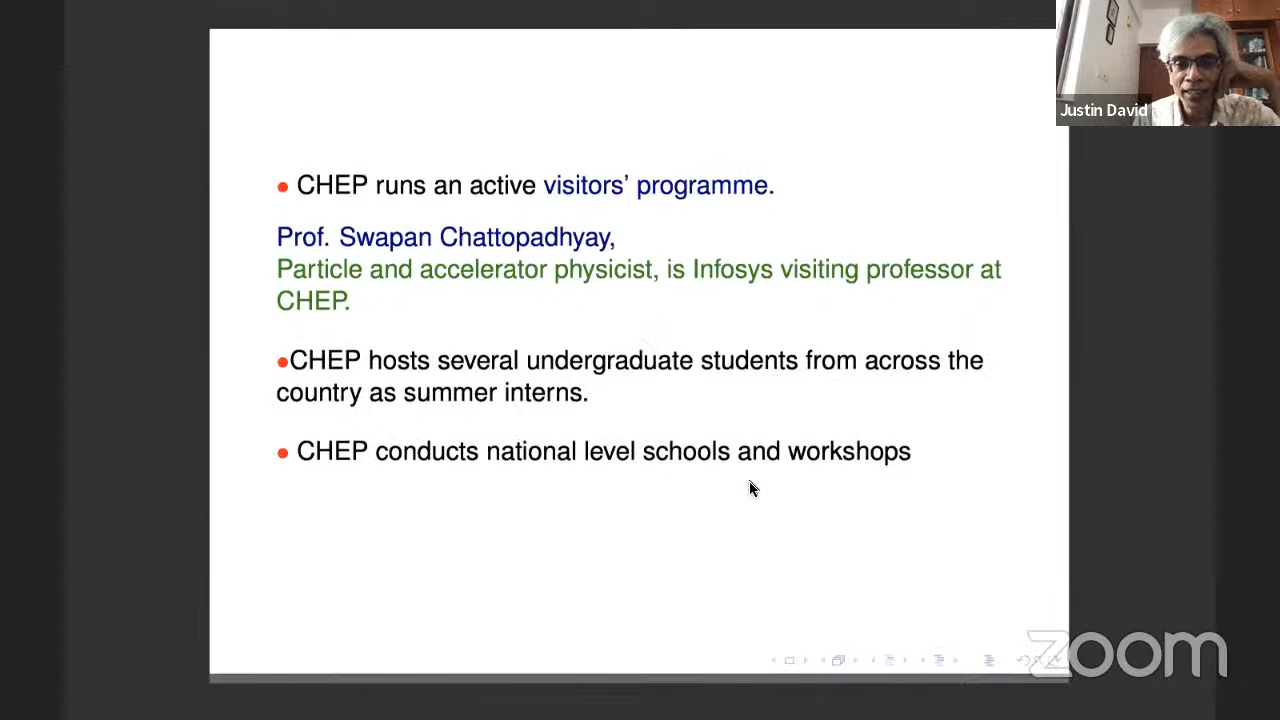 Justin David
• CHEP runs an active visitors’ programme.
Prof. Swapan Chattopadhyay,
Particle and accelerator physicist, is Infosys visiting professor at
CHEP.
•CHEP hosts several undergraduate students from across the
country as summer interns.
• CHEP conducts national level schools and workshops
zoom